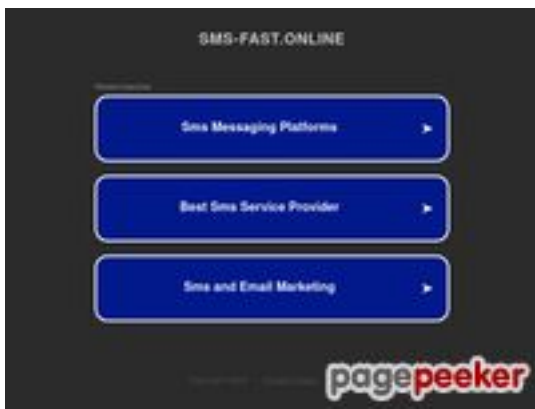 SMS-FAST.ONLINE
Sms Messaging Platforms
Best Sms Service Provider
Sms and Email Marketing
pagepeeker